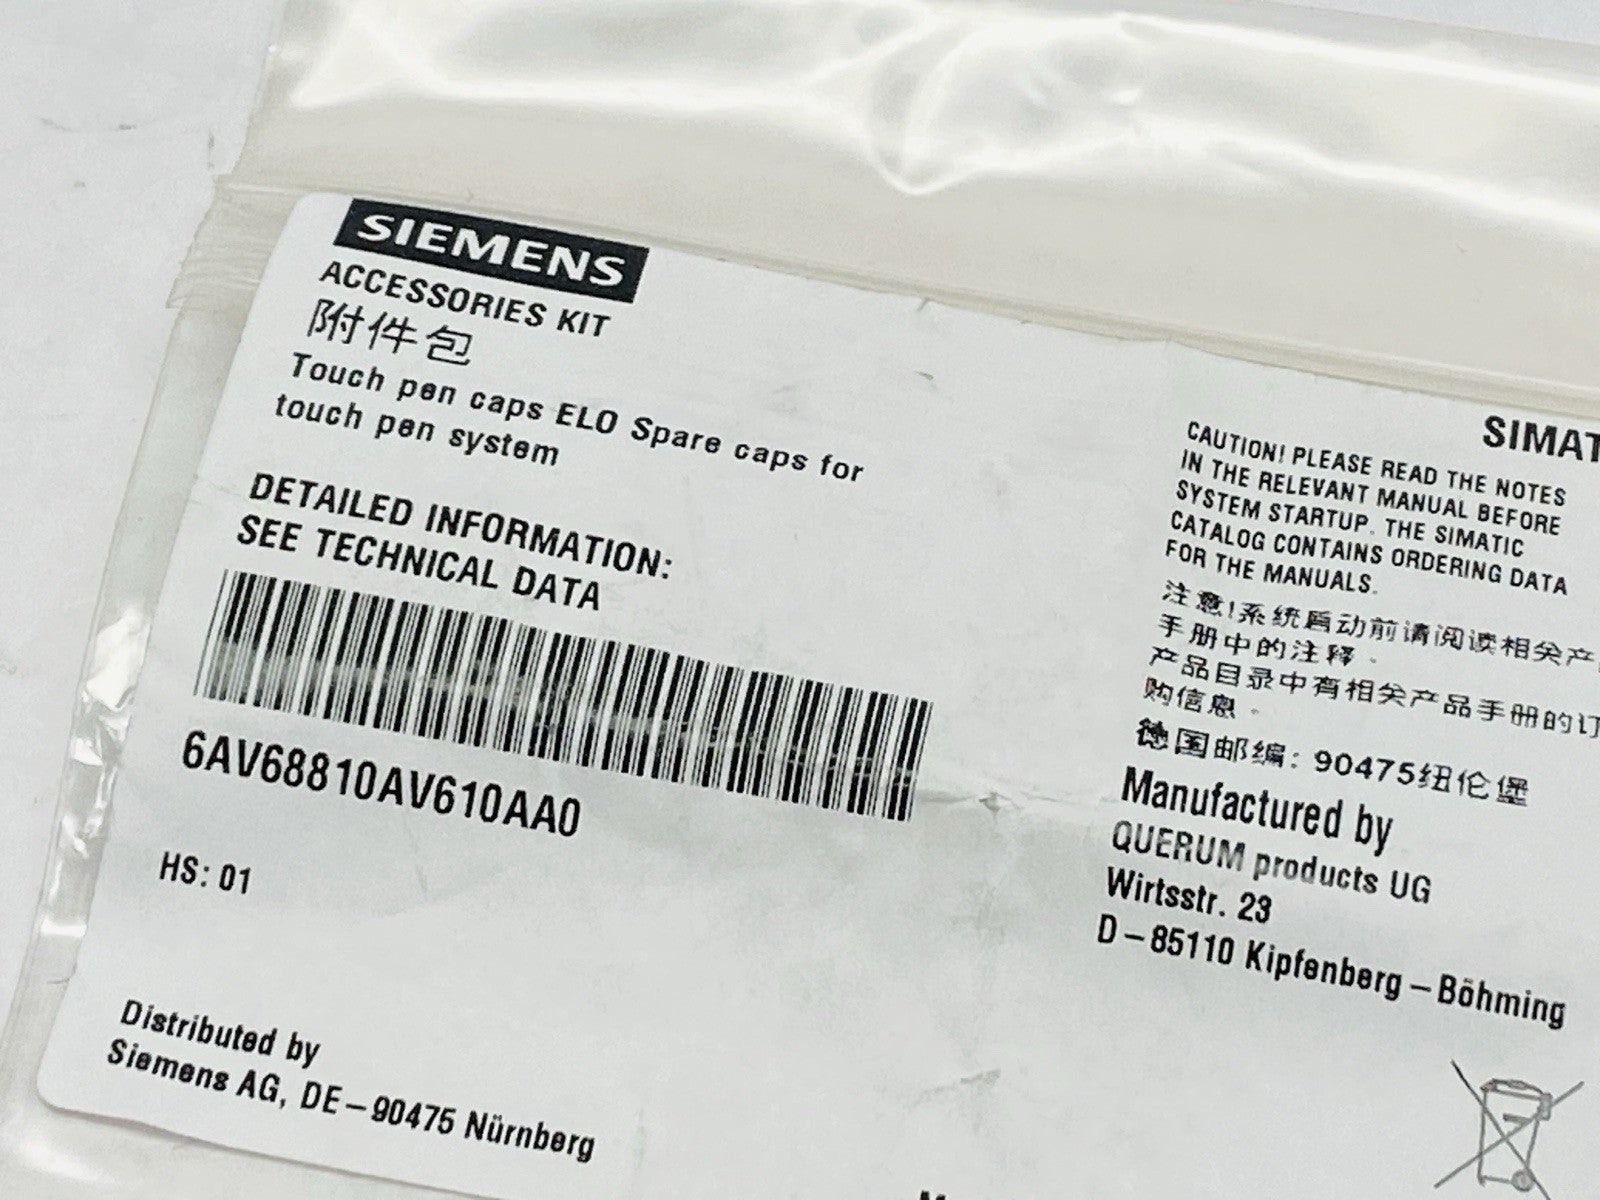 SIEMENS
ACCESSORIES KIT
附件包
Touch pen caps ELO Spare caps for
touch pen system
DETAILED INFORMATION:
SEE TECHNICAL DATA
6AV68810AV610AA0
HS: 01
Distributed by
Siemens AG, DE-90475 Nürnberg
SIMAT
CAUTION! PLEASE READ THE NOTES
IN THE RELEVANT MANUAL BEFORE
SYSTEM STARTUP. THE SIMATIC
CATALOG CONTAINS ORDERING DATA
FOR THE MANUALS.
注意!系统启动前请阅读相关产
手册中的注释。
产品目录中有相关产品手册的订
购信息。
德国邮编: 90475纽伦堡
Manufactured by
QUERUM products UG
Wirtsstr. 23
D-85110 Kipfenberg-Böhming